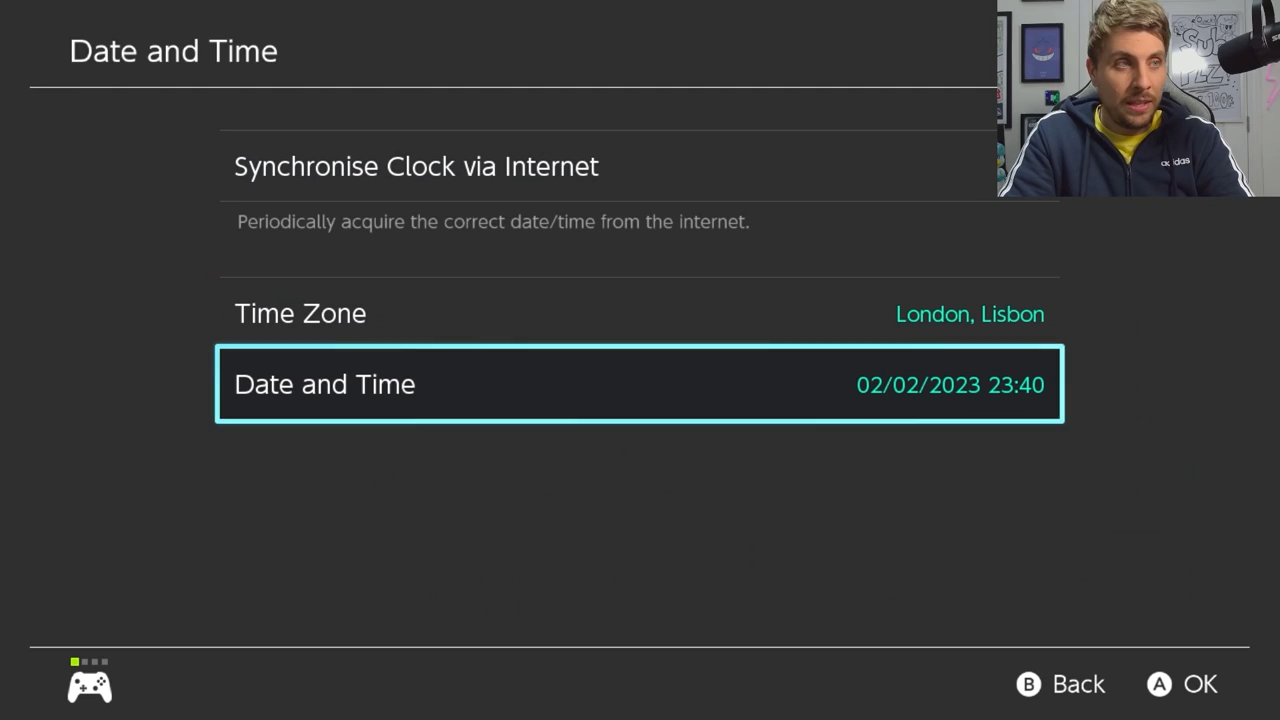 Date and Time
Synchronise Clock via Internet
Periodically acquire the correct date/time from the internet.
Time Zone
London, Lisbon
Date and Time
02/02/2023 23:40
B Back
A OK
adidas